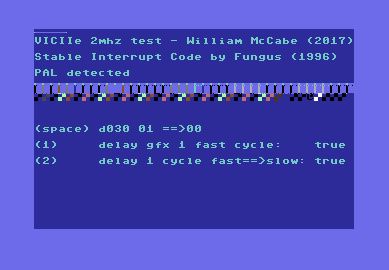 VICIIe 2mhz test - William McCabe (2017)
Stable Interrupt Code by Fungus (1996)
PAL detected
(space) d030 01 ==>00
(1) delay gfx 1 fast cycle: true
(2) delay 1 cycle fast==>slow: true